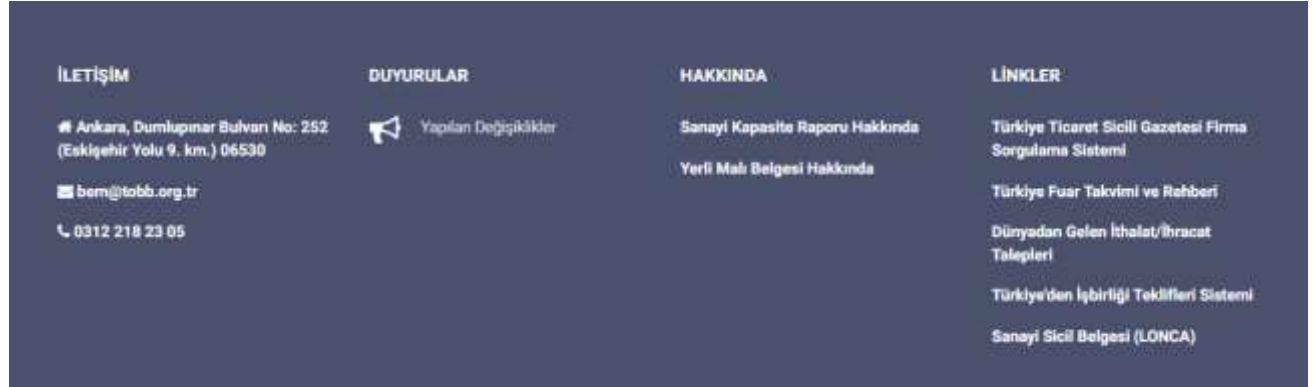 İLETİŞİM
Ankara, Dumlupınar Bulvarı No: 252
(Eskişehir Yolu 9. km.) 06530
bem@tobb.org.tr
0312 218 23 05
DUYURULAR
Yapılan Değişiklikler
HAKKINDA
Sanayi Kapasite Raporu Hakkında
Yerli Malı Belgesi Hakkında
LİNKLER
Türkiye Ticaret Sicili Gazetesi Firma
Sorgulama Sistemi
Türkiye Fuar Takvimi ve Rehberi
Dünyadan Gelen İthalat/İhracat
Talepleri
Türkiye'den İşbirliği Teklifleri Sistemi
Sanayi Sicil Belgesi (LONCA)